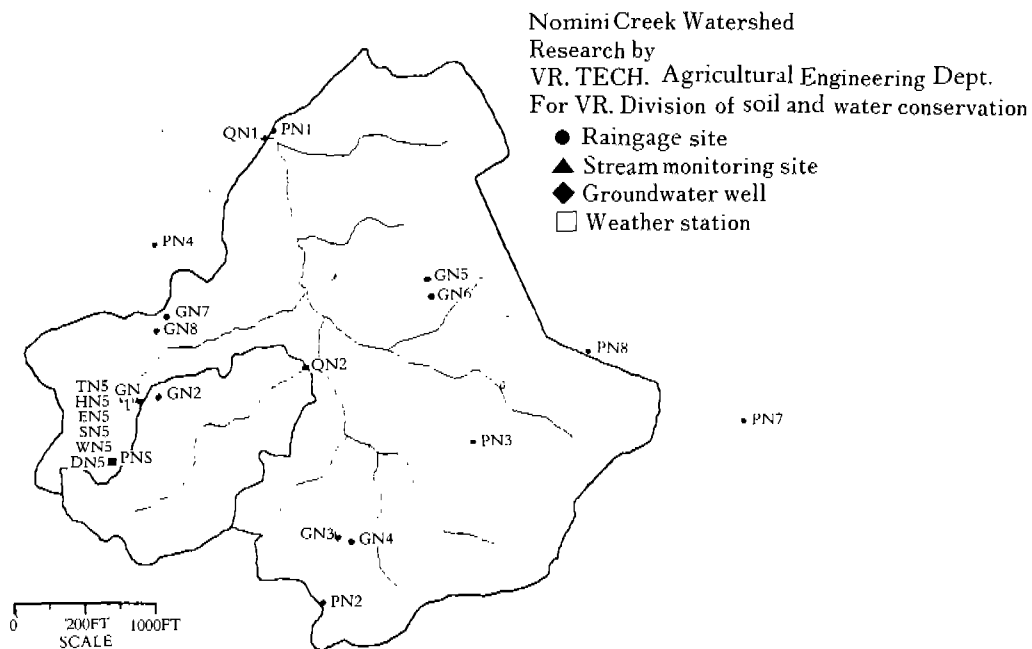 Nomini Creek Watershed
Research by
VR. TECH. Agricultural Engineering Dept.
For VR. Division of soil and water conservation
Raingage site
Stream monitoring site
Groundwater well
Weather station
QN1 PN1
PN4
GN5
GN6
GN7
GN8
PN8
QN2
TN5 GN
HN5 "1" GN2
EN5
SN5
WN5
DN5 PNS
PN7
PN3
GN3 GN4
PN2
0 200FT 1000FT
SCALE